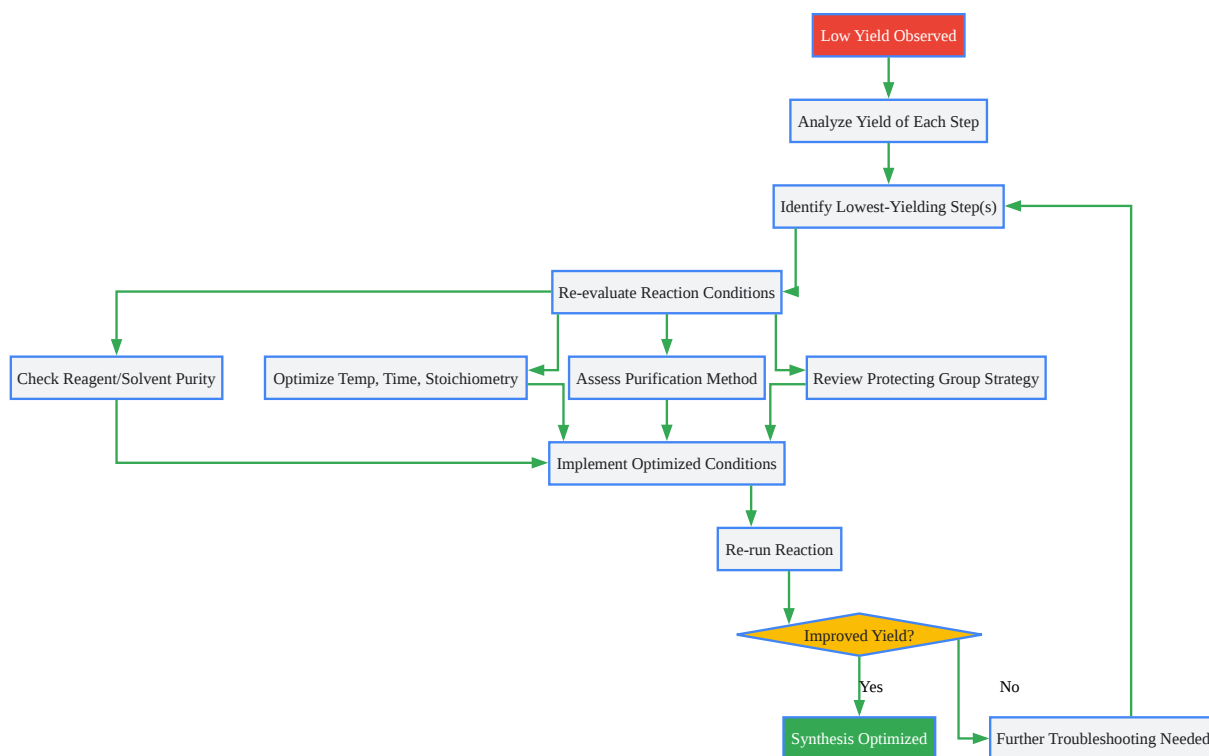 Low Yield Observed
Analyze Yield of Each Step
Identify Lowest-Yielding Step(s)
Re-evaluate Reaction Conditions
Check Reagent/Solvent Purity
Optimize Temp, Time, Stoichiometry
Assess Purification Method
Review Protecting Group Strategy
Implement Optimized Conditions
Re-run Reaction
Improved Yield?
Yes
No
Synthesis Optimized
Further Troubleshooting Needed